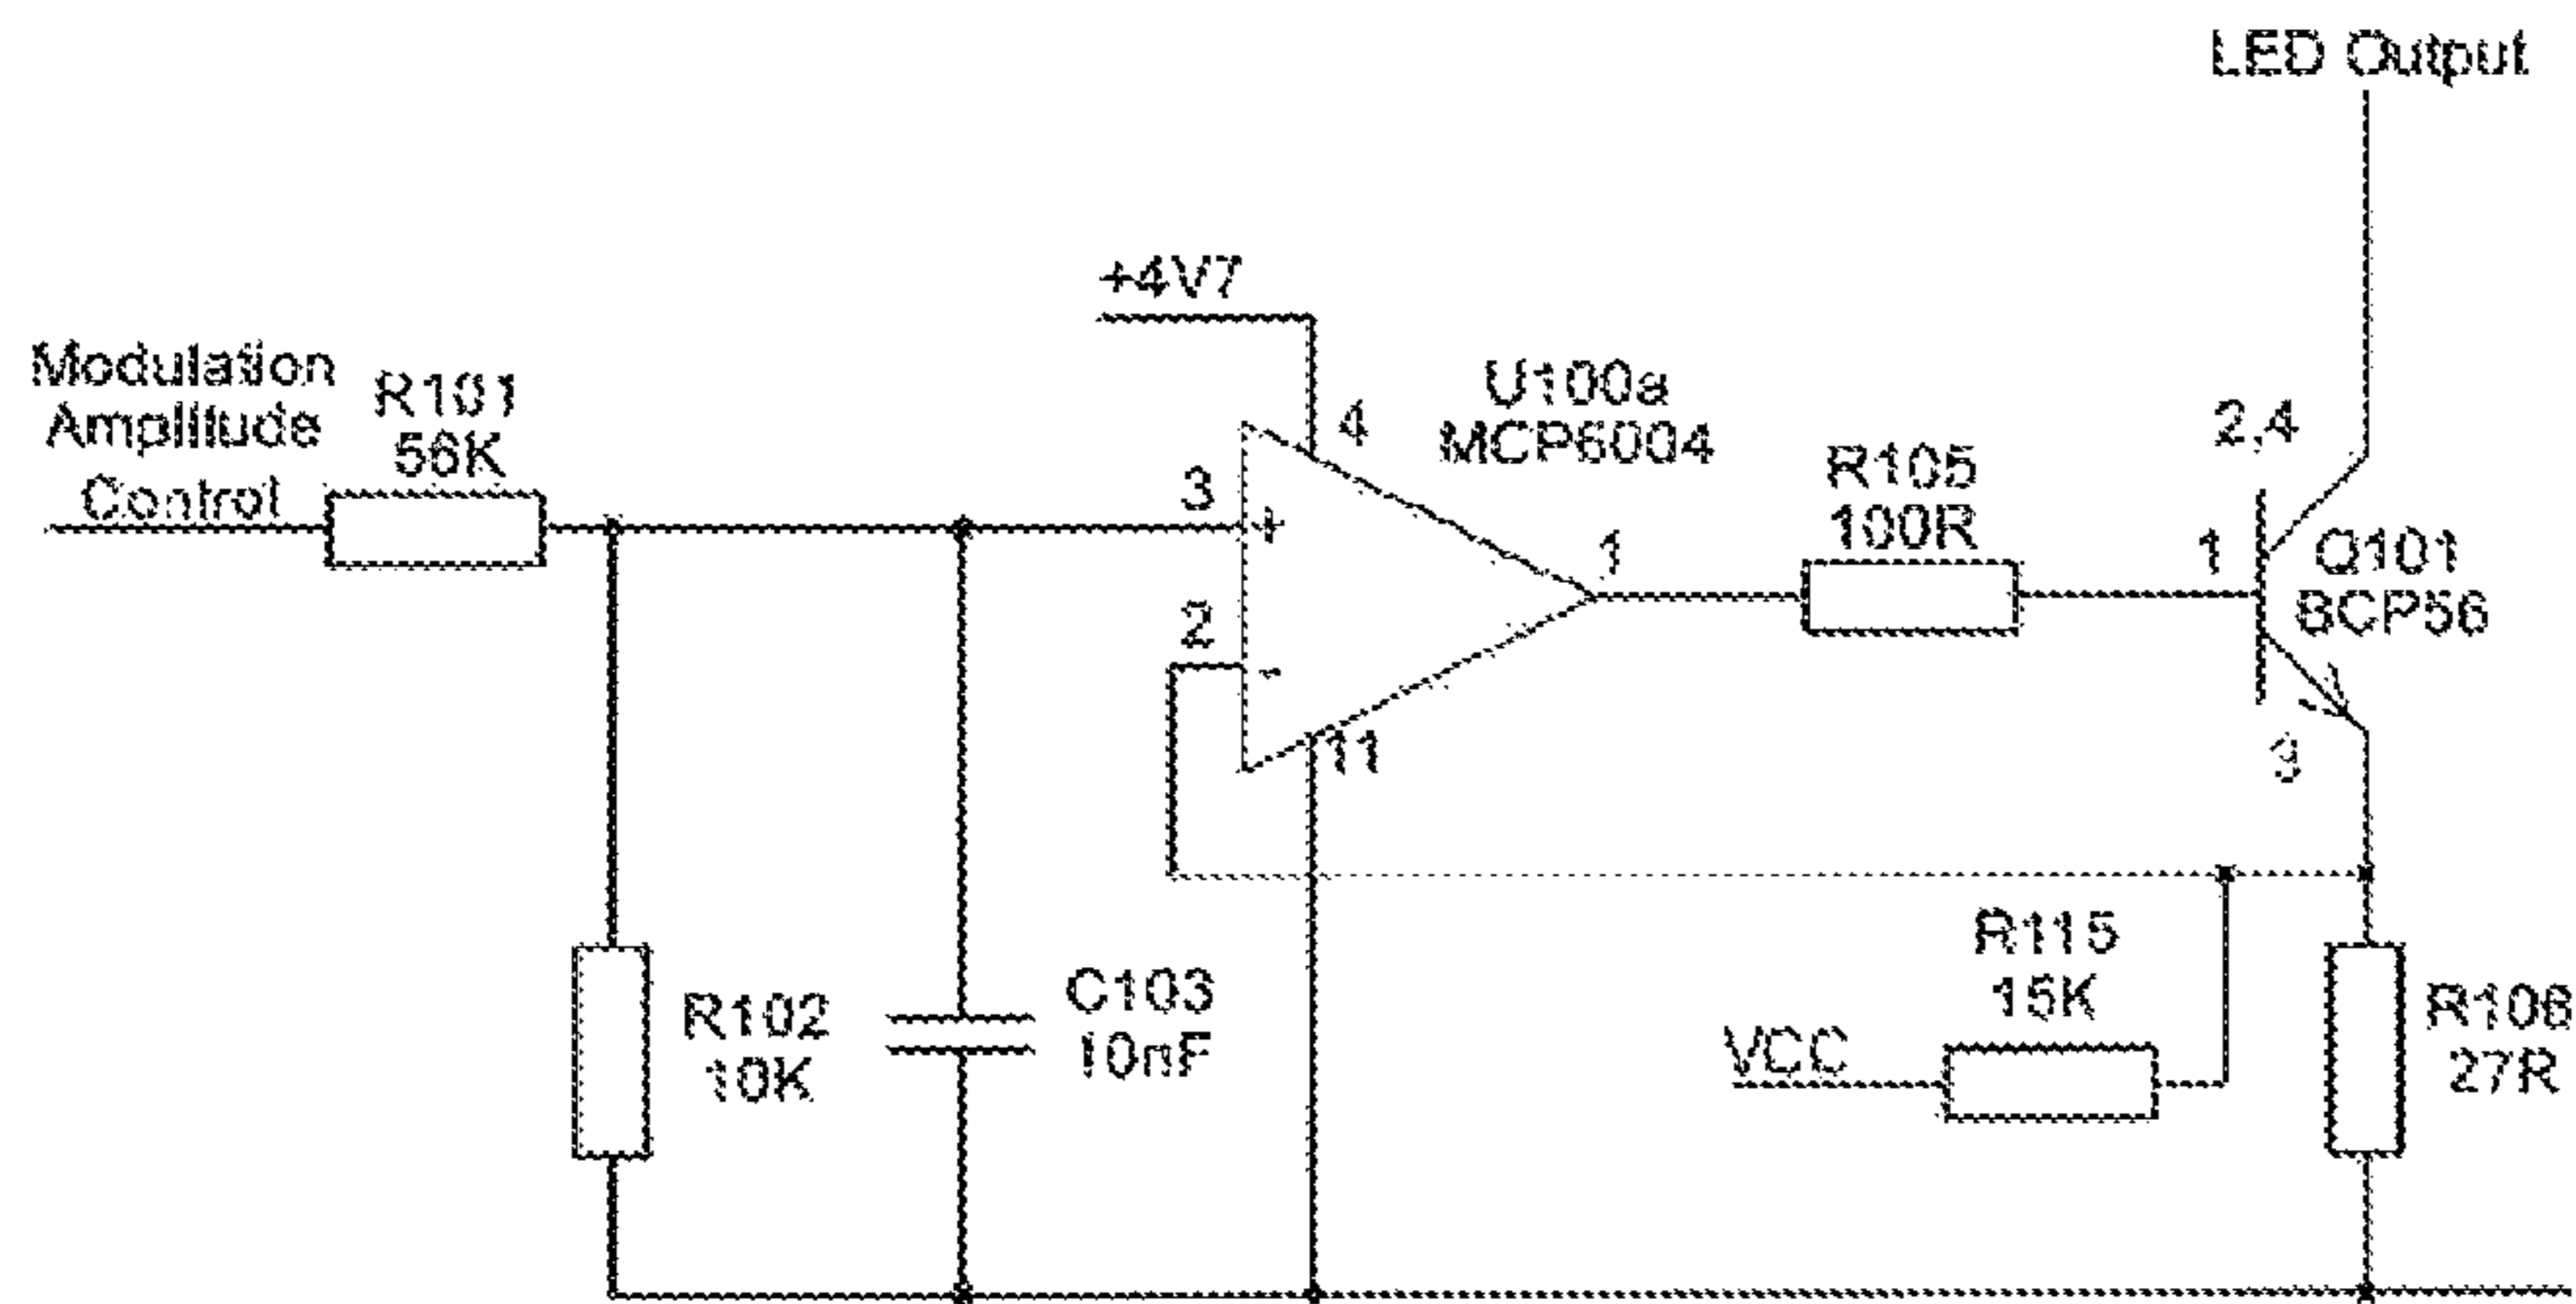 LED Output
+4V7
Modulation
Amplitude
Control
R101
56K
U100a
MCP6004
4
3
+
2
-
11
1
R105
100R
2,4
1
Q101
BCP56
3
R102
10K
C103
10nF
R115
15K
VCC
R106
27R